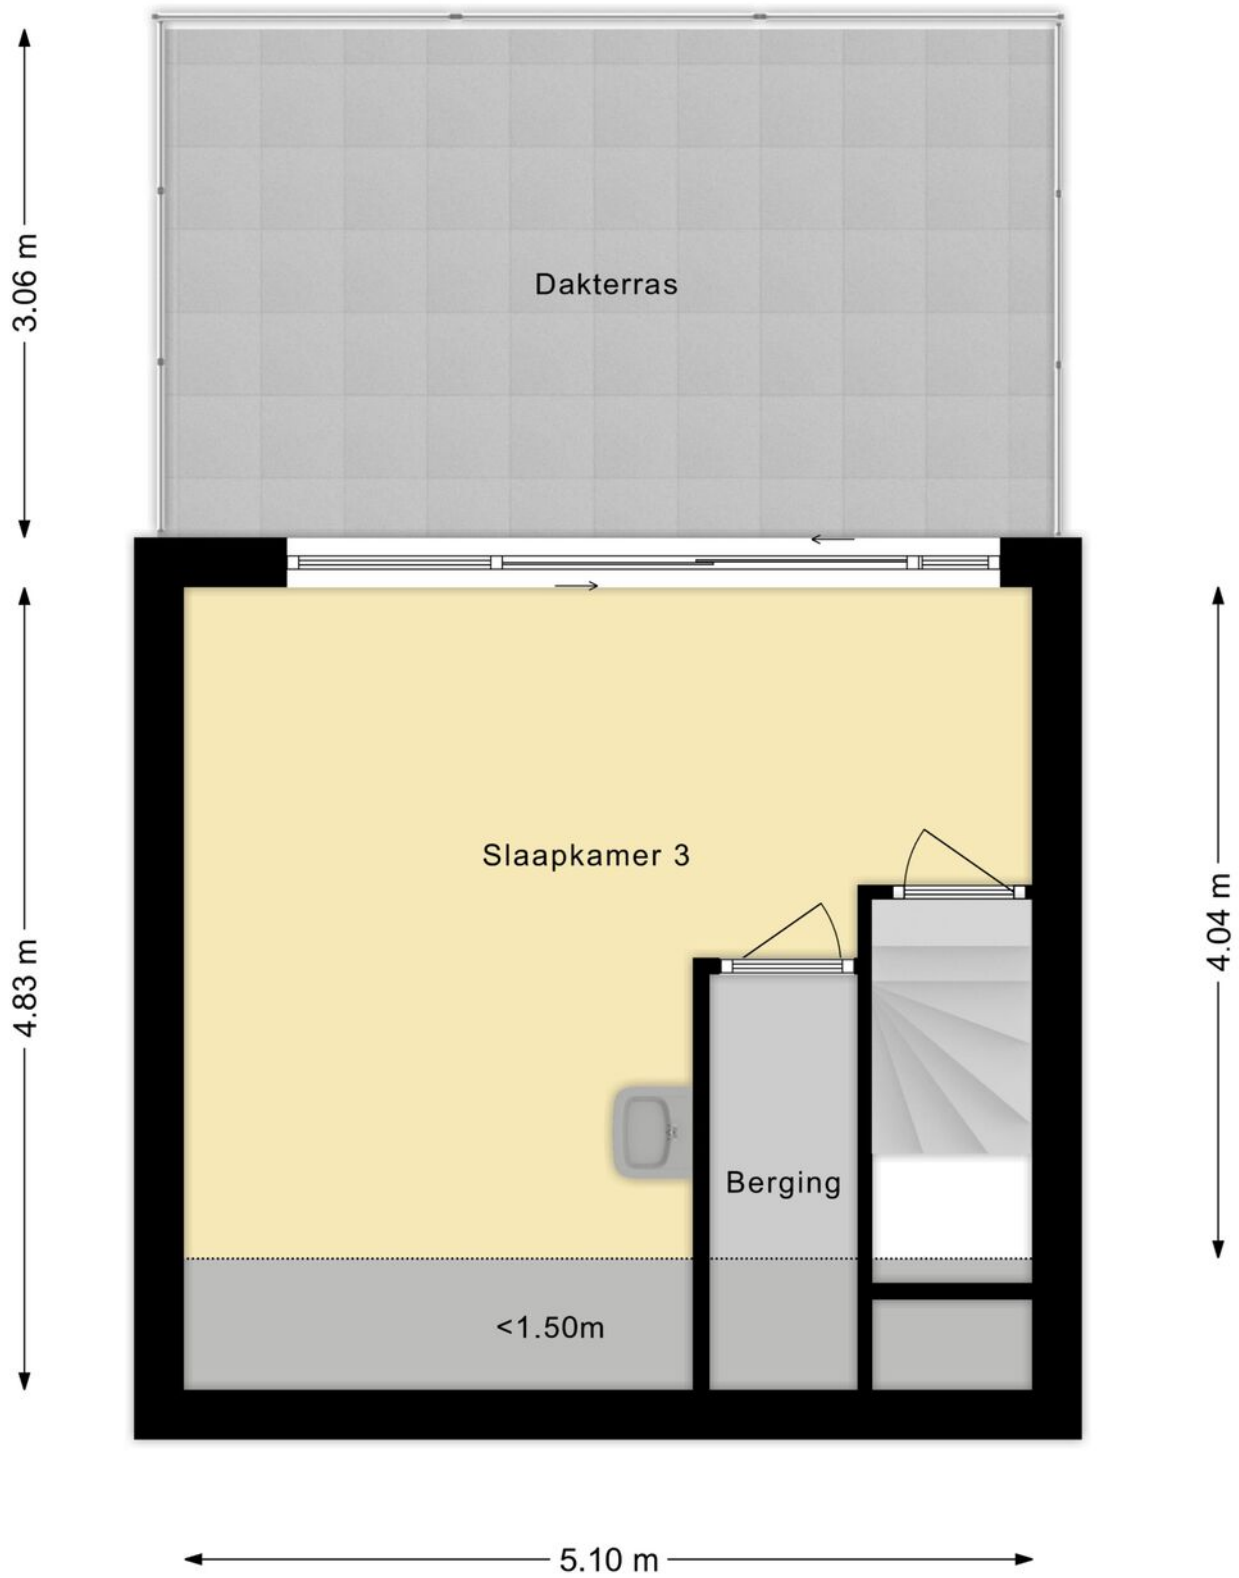 3.06 m
Dakterras
Slaapkamer 3
4.83 m
4.04 m
Berging
<1.50m
5.10 m